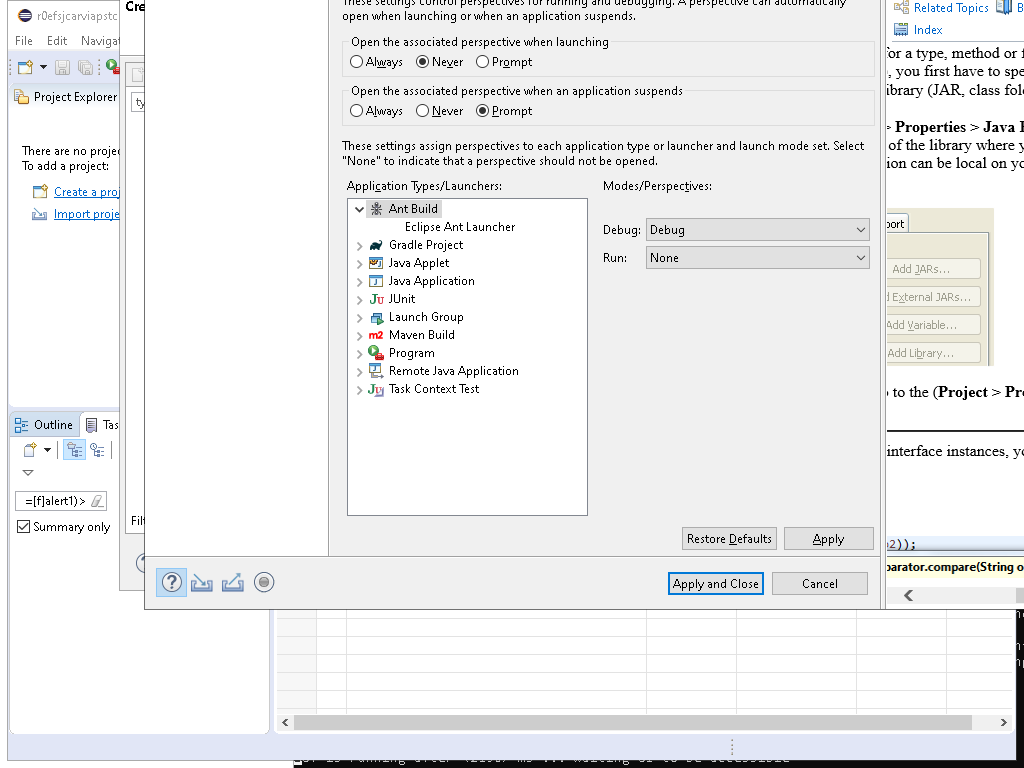 r0efsjcarviapstc
File Edit Navigat
Project Explorer
There are no projec
To add a project:
Create a proj
Import proje
Outline
Tas
=[f]alert1)>
Summary only
Cre
ty
Filt
These settings control perspectives for running and debugging. A perspective can automatically
open when launching or when an application suspends.
Open the associated perspective when launching
Always Never Prompt
Open the associated perspective when an application suspends
Always Never Prompt
These settings assign perspectives to each application type or launcher and launch mode set. Select
"None" to indicate that a perspective should not be opened.
Application Types/Launchers:
Ant Build
Eclipse Ant Launcher
Gradle Project
Java Applet
Java Application
JUnit
Launch Group
Maven Build
Program
Remote Java Application
Task Context Test
Modes/Perspectives:
Debug: Debug
Run: None
Restore Defaults Apply
Apply and Close Cancel
Related Topics B
Index
for a type, method or f
, you first have to spe
ibrary (JAR, class fold
> Properties > Java B
of the library where y
ion can be local on yo
port
Add JARs...
d External JARs...
Add Variable...
Add Library...
to the (Project > Pro
interface instances, yo
2));
parator.compare(String o